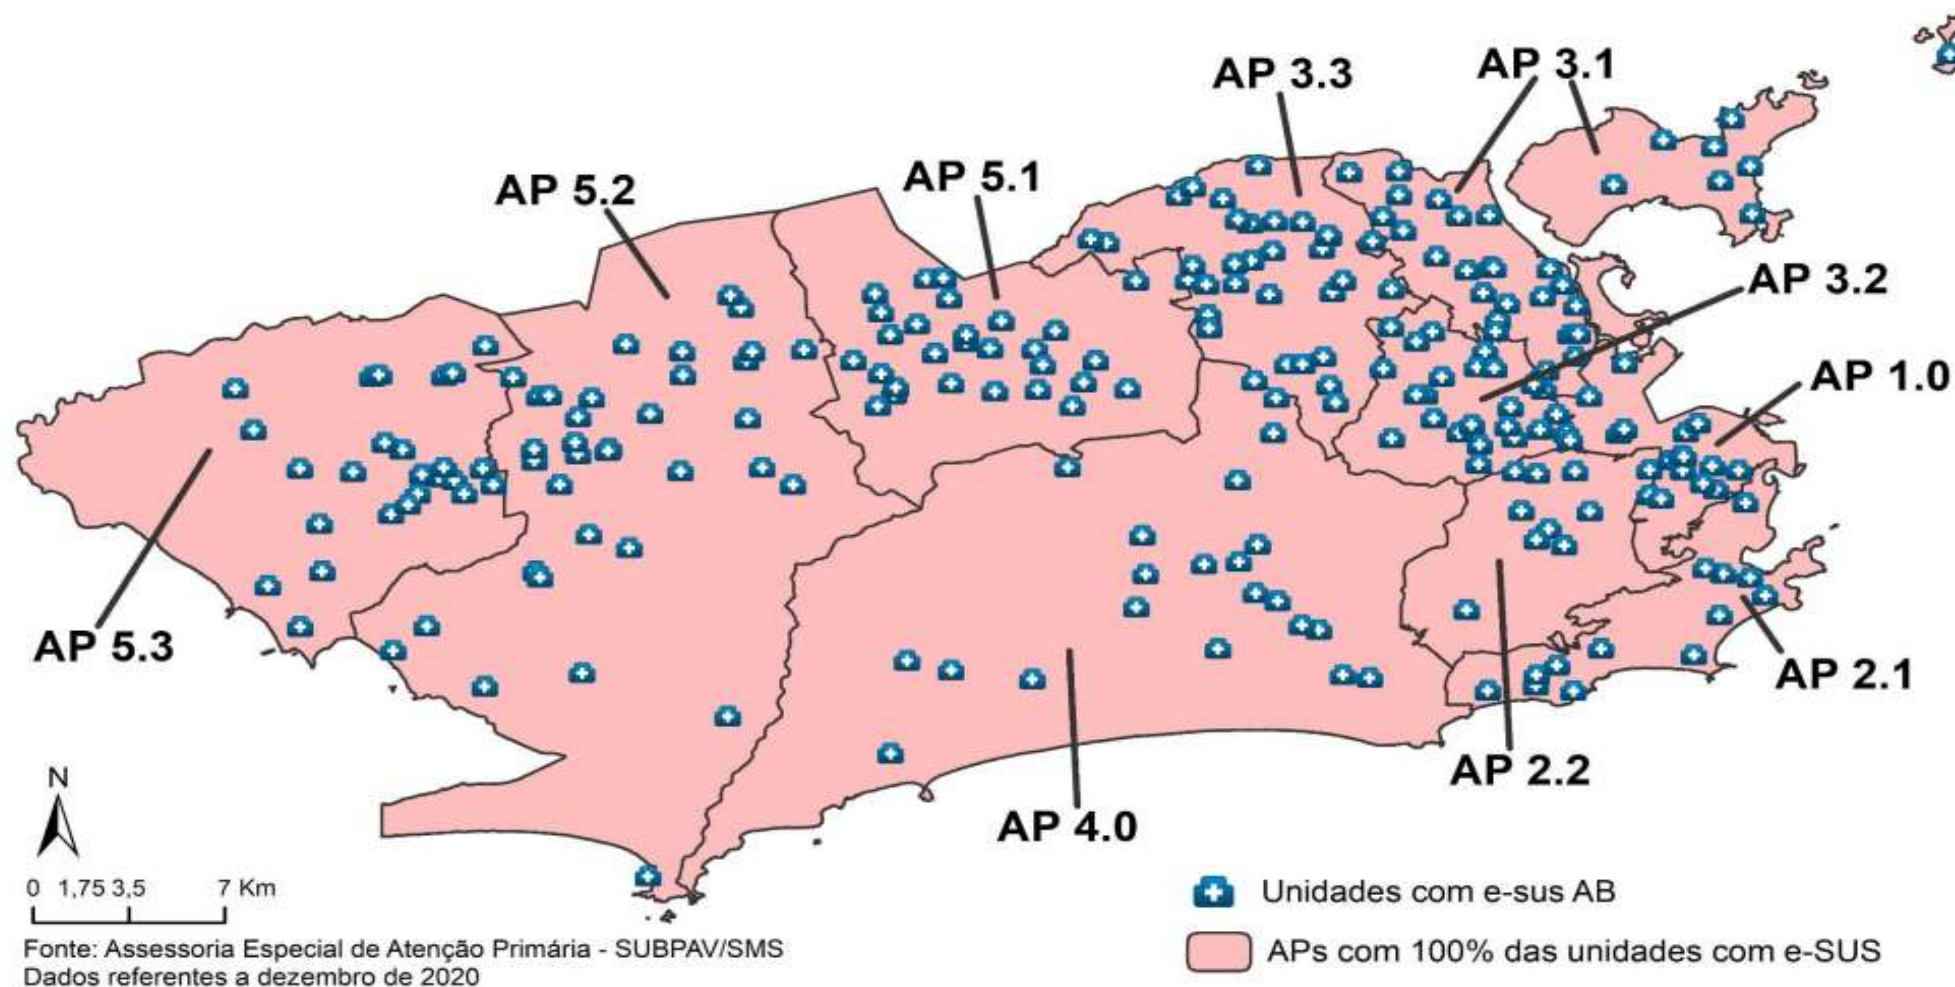 AP 3.3
AP 3.1
AP 5.2
AP 5.1
AP 3.2
AP 1.0
AP 5.3
AP 2.1
AP 2.2
AP 4.0
N
0 1,75 3,5 7 Km
Unidades com e-sus AB
APs com 100% das unidades com e-SUS
Fonte: Assessoria Especial de Atenção Primária - SUBPAV/SMS
Dados referentes a dezembro de 2020